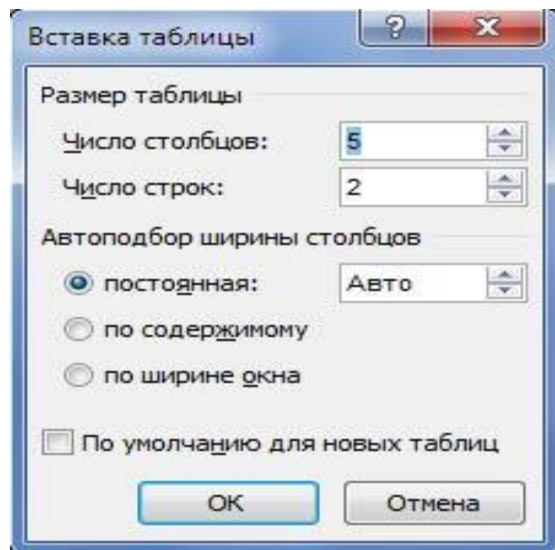 Вставка таблицы
Размер таблицы
Число столбцов: 5
Число строк: 2
Автоподбор ширины столбцов
постоянная: Авто
по содержимому
по ширине окна
По умолчанию для новых таблиц
ОК Отмена